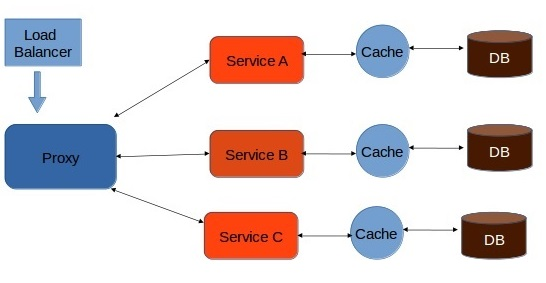 Load
Balancer
Proxy
Service A
Cache
DB
Service B
Cache
DB
Service C
Cache
DB